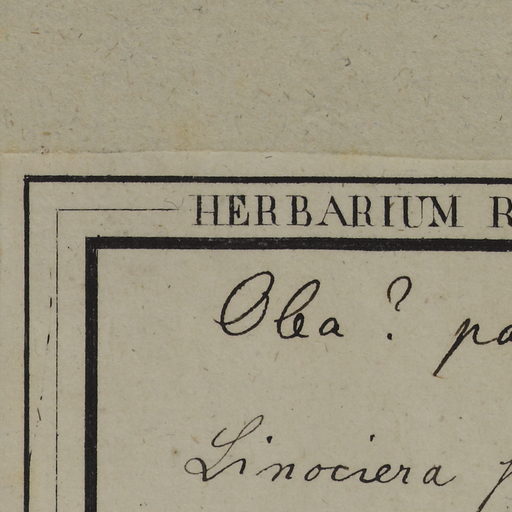 HERBARIUM R
Olea ? pa
Linociera p